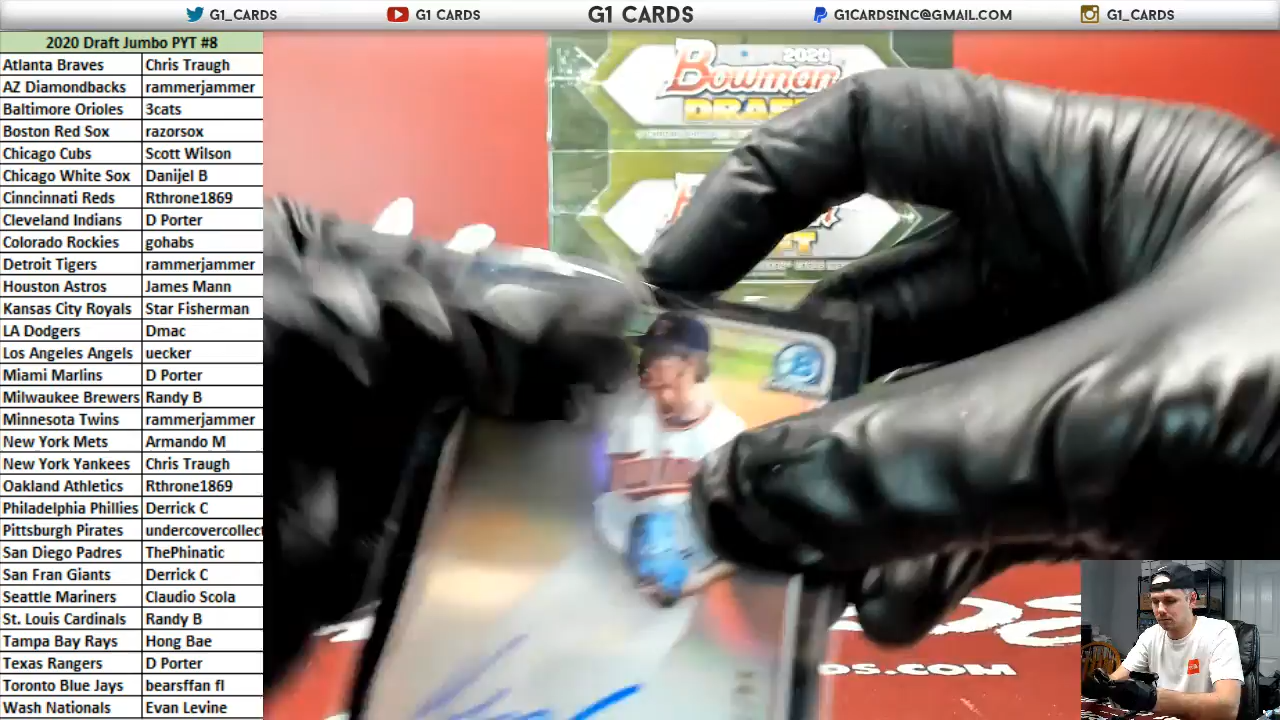 G1_CARDS G1 CARDS G1 CARDS G1CARDSINC@GMAIL.COM G1_CARDS
2020 Draft Jumbo PYT #8
Atlanta Braves Chris Traugh
AZ Diamondbacks rammerjammer
Baltimore Orioles 3cats
Boston Red Sox razorsox
Chicago Cubs Scott Wilson
Chicago White Sox Danijel B
Cinncinnati Reds Rthrone1869
Cleveland Indians D Porter
Colorado Rockies gohabs
Detroit Tigers rammerjammer
Houston Astros James Mann
Kansas City Royals Star Fisherman
LA Dodgers Dmac
Los Angeles Angels uecker
Miami Marlins D Porter
Milwaukee Brewers Randy B
Minnesota Twins rammerjammer
New York Mets Armando M
New York Yankees Chris Traugh
Oakland Athletics Rthrone1869
Philadelphia Phillies Derrick C
Pittsburgh Pirates undercovercollect
San Diego Padres ThePhinatic
San Fran Giants Derrick C
Seattle Mariners Claudio Scola
St. Louis Cardinals Randy B
Tampa Bay Rays Hong Bae
Texas Rangers D Porter
Toronto Blue Jays bearsffan fl
Wash Nationals Evan Levine
2020
Bowman
DRAF
FT
B
DS.COM